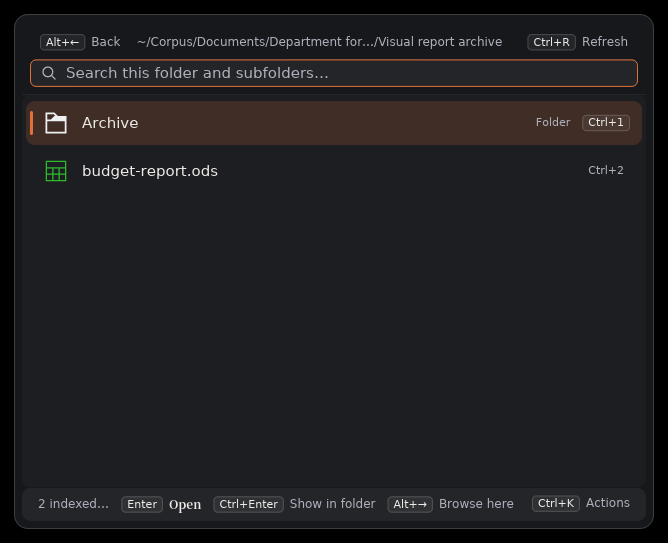 Alt+← Back ~/Corpus/Documents/Department for…/Visual report archive Ctrl+R Refresh
Search this folder and subfolders…
Archive Folder Ctrl+1
budget-report.ods Ctrl+2
2 indexed… Enter Open Ctrl+Enter Show in folder Alt+→ Browse here Ctrl+K Actions